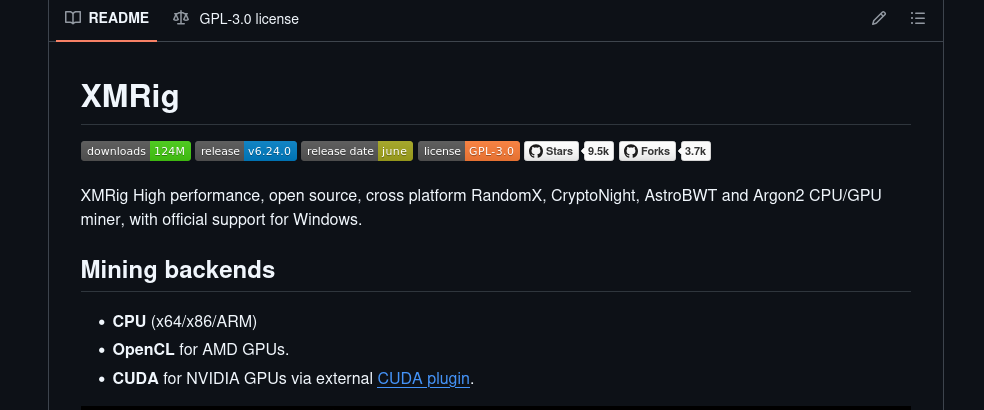 README GPL-3.0 license
XMRig
downloads 124M release v6.24.0 release date june license GPL-3.0 Stars 9.5k Forks 3.7k
XMRig High performance, open source, cross platform RandomX, CryptoNight, AstroBWT and Argon2 CPU/GPU
miner, with official support for Windows.
Mining backends
• CPU (x64/x86/ARM)
• OpenCL for AMD GPUs.
• CUDA for NVIDIA GPUs via external CUDA plugin.